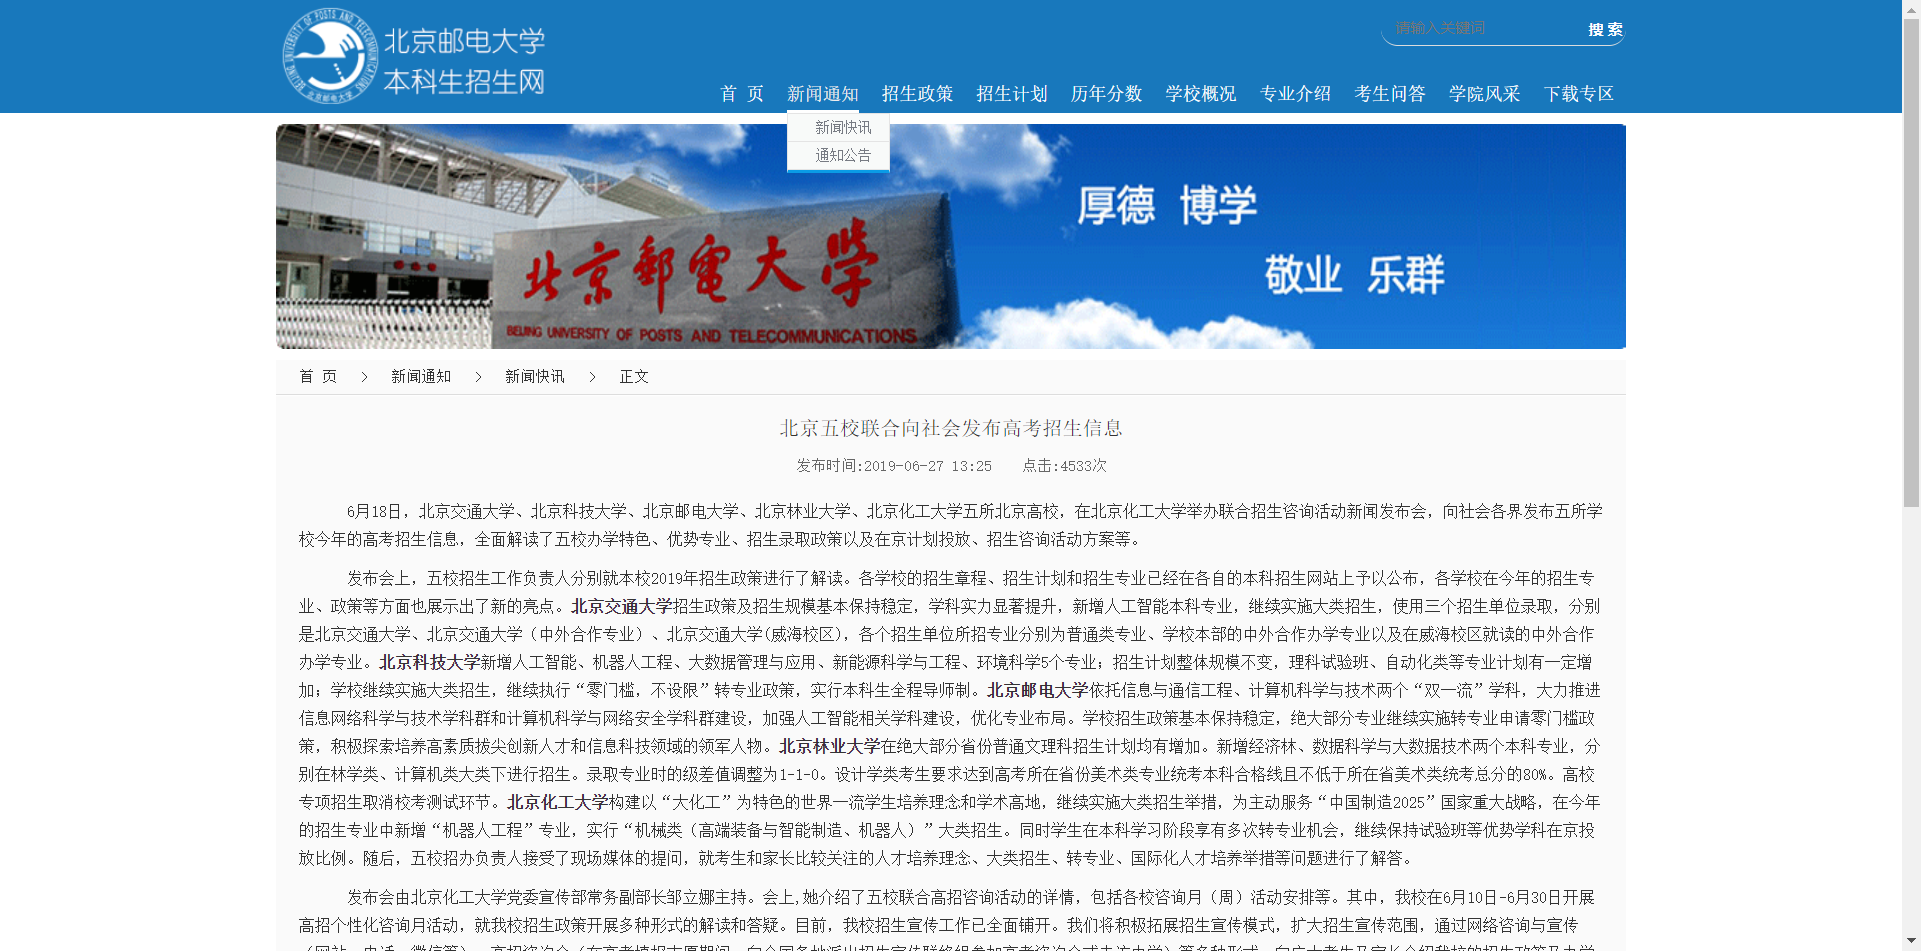 北京邮电大学
本科生招生网
请输入关键词
搜 索
首 页 新闻通知 招生政策 招生计划 历年分数 学校概况 专业介绍 考生问答 学院风采 下载专区
新闻快讯
通知公告
厚德 博学
敬业 乐群
北京郵電大學
BEIJING UNIVERSITY OF POSTS AND TELECOMMUNICATIONS
首 页 > 新闻通知 > 新闻快讯 > 正文
北京五校联合向社会发布高考招生信息
发布时间:2019-06-27 13:25 点击:4533次
6月18日，北京交通大学、北京科技大学、北京邮电大学、北京林业大学、北京化工大学五所北京高校，在北京化工大学举办联合招生咨询活动新闻发布会，向社会各界发布五所学
校今年的高考招生信息，全面解读了五校办学特色、优势专业、招生录取政策以及在京计划投放、招生咨询活动方案等。
发布会上，五校招生工作负责人分别就本校2019年招生政策进行了解读。各学校的招生章程、招生计划和招生专业已经在各自的本科招生网站上予以公布，各学校在今年的招生专
业、政策等方面也展示出了新的亮点。北京交通大学招生政策及招生规模基本保持稳定，学科实力显著提升，新增人工智能本科专业，继续实施大类招生，使用三个招生单位录取，分别
是北京交通大学、北京交通大学（中外合作专业）、北京交通大学(威海校区)，各个招生单位所招专业分别为普通类专业、学校本部的中外合作办学专业以及在威海校区就读的中外合作
办学专业。北京科技大学新增人工智能、机器人工程、大数据管理与应用、新能源科学与工程、环境科学5个专业；招生计划整体规模不变，理科试验班、自动化类等专业计划有一定增
加；学校继续实施大类招生，继续执行“零门槛，不设限”转专业政策，实行本科生全程导师制。北京邮电大学依托信息与通信工程、计算机科学与技术两个“双一流”学科，大力推进
信息网络科学与技术学科群和计算机科学与网络安全学科群建设，加强人工智能相关学科建设，优化专业布局。学校招生政策基本保持稳定，绝大部分专业继续实施转专业申请零门槛政
策，积极探索培养高素质拔尖创新人才和信息科技领域的领军人物。北京林业大学在绝大部分省份普通文理科招生计划均有增加。新增经济林、数据科学与大数据技术两个本科专业，分
别在林学类、计算机类大类下进行招生。录取专业时的级差值调整为1-1-0。设计学类考生要求达到高考所在省份美术类专业统考本科合格线且不低于所在省美术类统考总分的80%。高校
专项招生取消校考测试环节。北京化工大学构建以“大化工”为特色的世界一流学生培养理念和学术高地，继续实施大类招生举措，为主动服务“中国制造2025”国家重大战略，在今年
的招生专业中新增“机器人工程”专业，实行“机械类（高端装备与智能制造、机器人）”大类招生。同时学生在本科学习阶段享有多次转专业机会，继续保持试验班等优势学科在京投
放比例。随后，五校招办负责人接受了现场媒体的提问，就考生和家长比较关注的人才培养理念、大类招生、转专业、国际化人才培养举措等问题进行了解答。
发布会由北京化工大学党委宣传部常务副部长邹立娜主持。会上,她介绍了五校联合高招咨询活动的详情，包括各校咨询月（周）活动安排等。其中，我校在6月10日-6月30日开展
高招个性化咨询月活动，就我校招生政策开展多种形式的解读和答疑。目前，我校招生宣传工作已全面铺开。我们将积极拓展招生宣传模式，扩大招生宣传范围，通过网络咨询与宣传